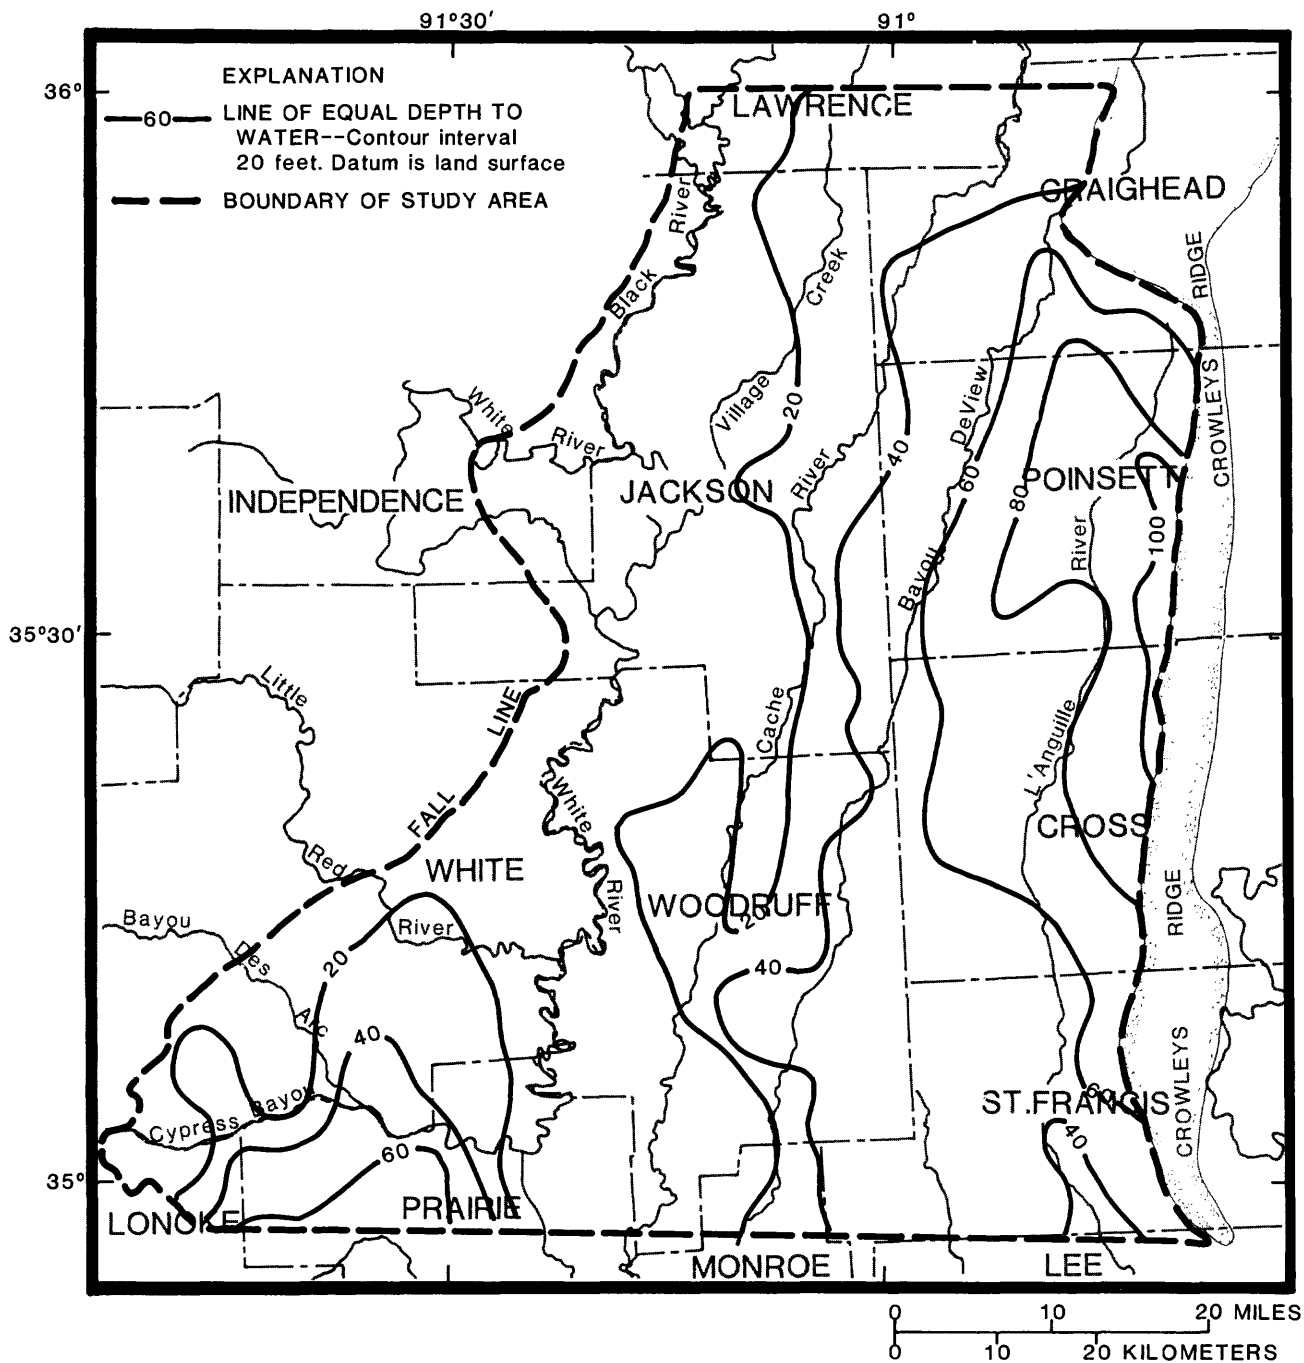 91°30′
91°
36°
EXPLANATION
60
LINE OF EQUAL DEPTH TO
WATER--Contour interval
20 feet. Datum is land surface
BOUNDARY OF STUDY AREA
LAWRENCE
CRAIGHEAD
River
Black
Creek
RIDGE
CROWLEYS
White
River
Village
20
DeView
40
60
80
River
INDEPENDENCE
JACKSON
POINSETT
100
River
Bayou
35°30′
Little
LINE
Cache
L'Anguille
FALL
White
CROSS
Red
WHITE
River
WOODRUFF
20
RIDGE
Bayou
River
Des
20
40
Arc
40
CROWLEYS
Cypress Bayou
60
ST. FRANCIS
40
60
35°
LONOKE
PRAIRIE
MONROE
LEE
0 10 20 MILES
0 10 20 KILOMETERS